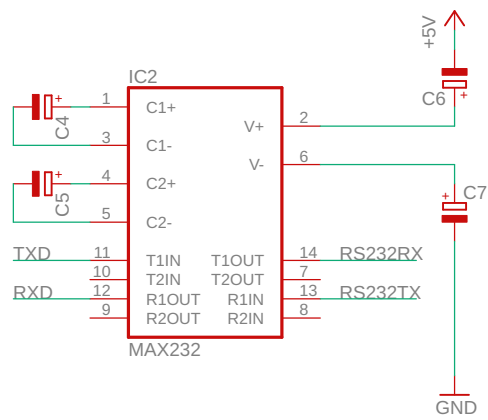 +5V
IC2
C6
1 C1+
C4
V+ 2
3 C1-
V- 6
4 C2+
C5
C7
5 C2-
TXD 11 T1IN T1OUT 14 RS232RX
10 T2IN T2OUT 7
RXD 12 R1OUT R1IN 13 RS232TX
9 R2OUT R2IN 8
MAX232
GND